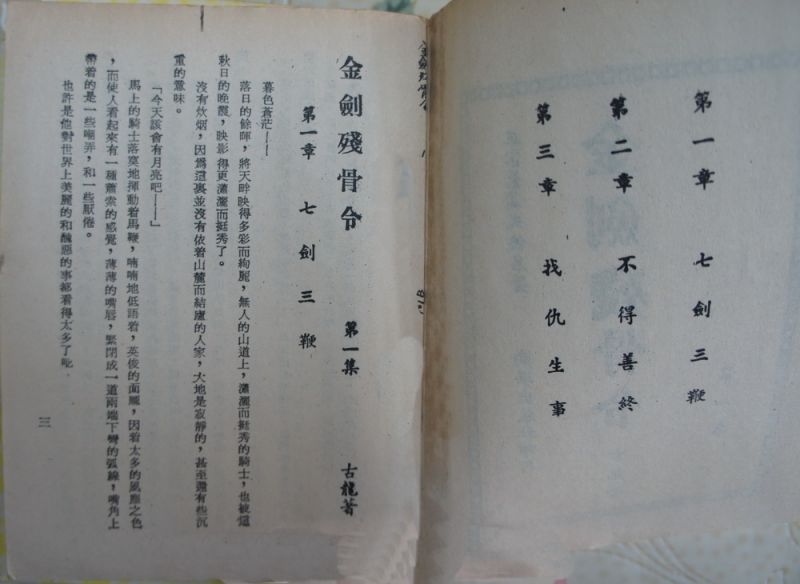 第一章 七劍三鞭
第二章 不得善終
第三章 找仇生事
金劍殘骨令 第一集 古龍著
第一章 七劍三鞭
暮色蒼茫——
落日的餘暉，將天畔映得多彩而絢麗，無人的山道上，瀟灑而挺秀的騎士，也被這
秋日的晚霞，映影得更瀟灑而挺秀了。
沒有炊烟，因爲這裏並沒有依着山麓而結廬的人家，大地是寂靜的，甚至還有些沉
重的意味。
「今天該會有月亮吧——」
馬上的騎士落寞地揮動着馬鞭，喃喃地低語着，英俊的面龐，因着太多的風塵之色
，而使人看起來有一種蕭索的感覺，薄薄的嘴唇，緊閉成一道兩端下彎的弧線，嘴角上
帶着的是一些嘲弄，和一些厭倦。
也許是他對世界上美麗的和醜惡的事都看得太多了吡
三